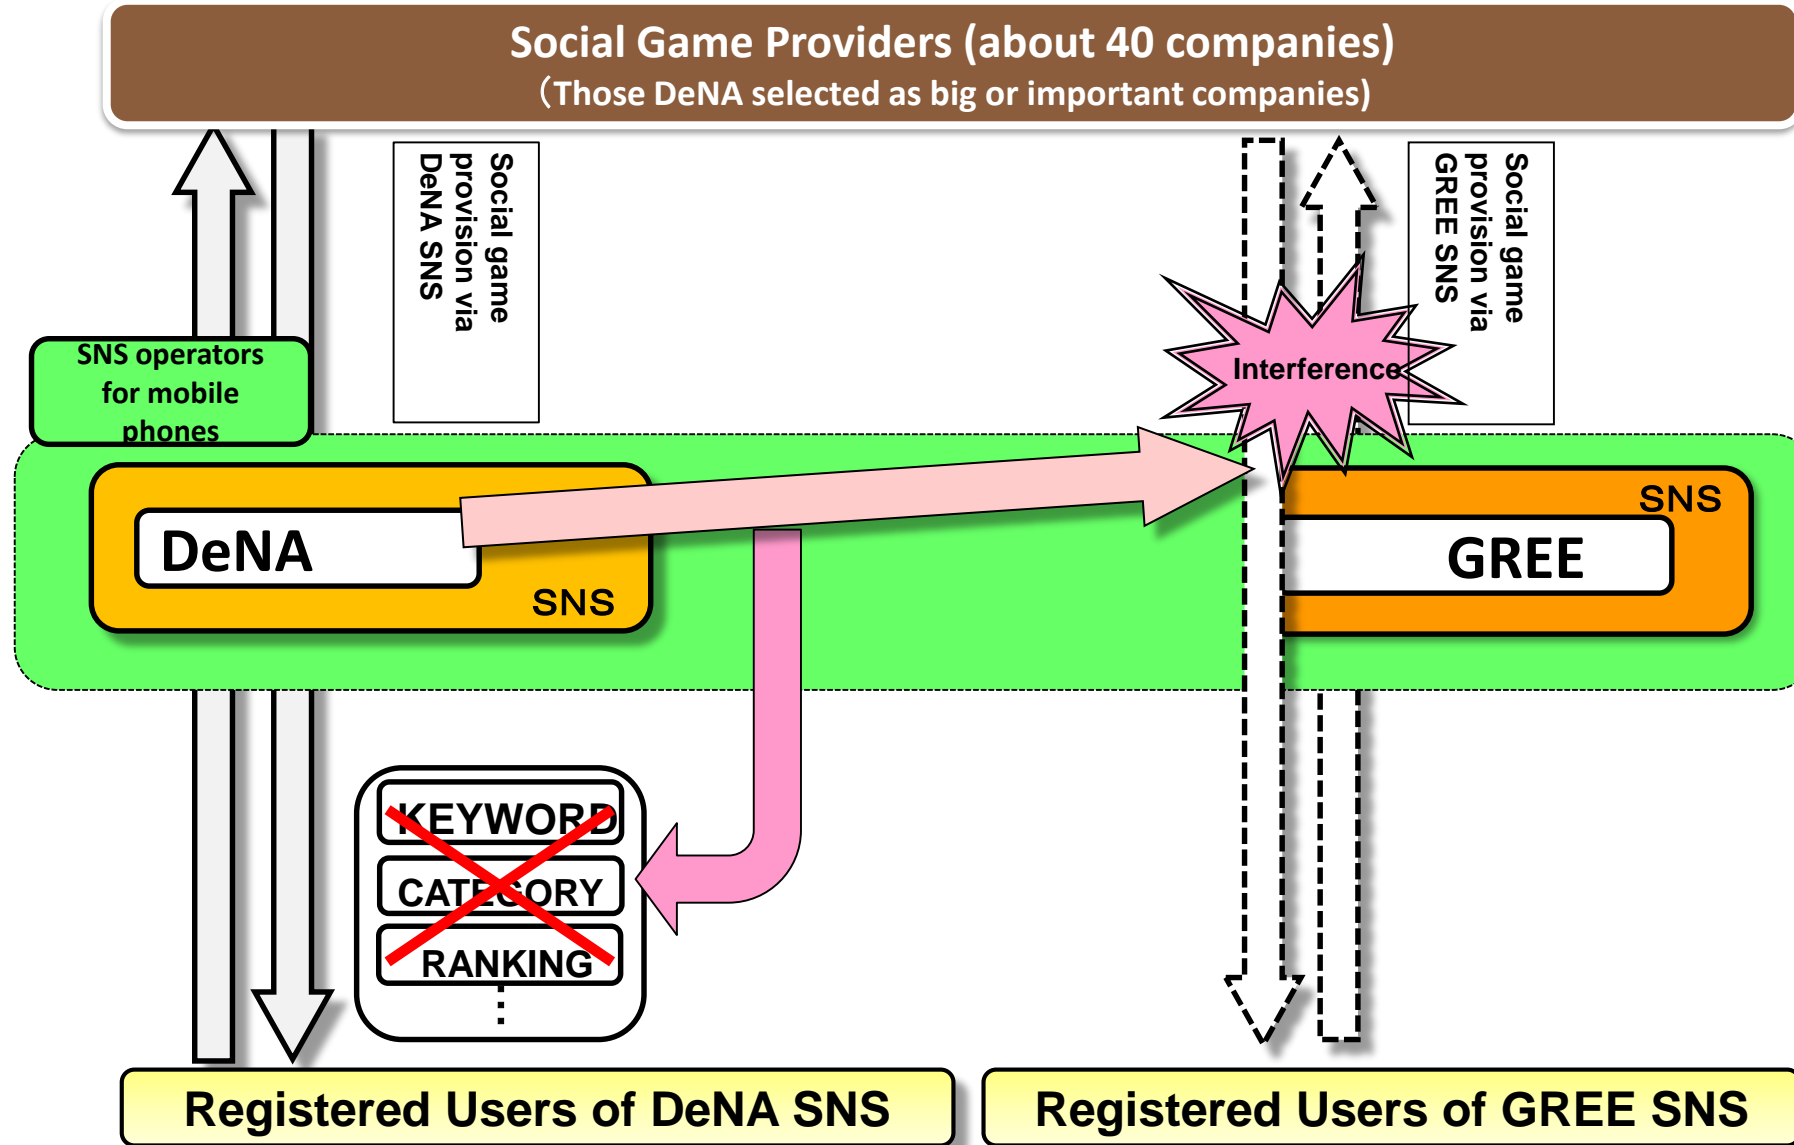 Social Game Providers (about 40 companies)
（Those DeNA selected as big or important companies)
Social game
provision via
DeNA SNS
Social game
provision via
GREE SNS
SNS operators
for mobile
phones
Interference
DeNA
SNS
SNS
GREE
KEYWORD
CATEGORY
RANKING
⋮
Registered Users of DeNA SNS
Registered Users of GREE SNS